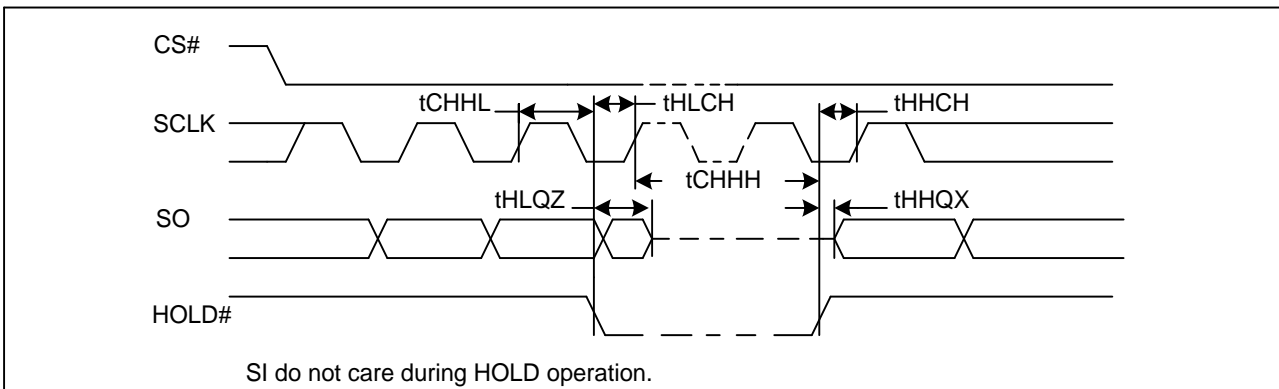 CS#
tCHHL
tHLCH
tHHCH
SCLK
tCHHH
tHLQZ
tHHQX
SO
HOLD#
SI do not care during HOLD operation.